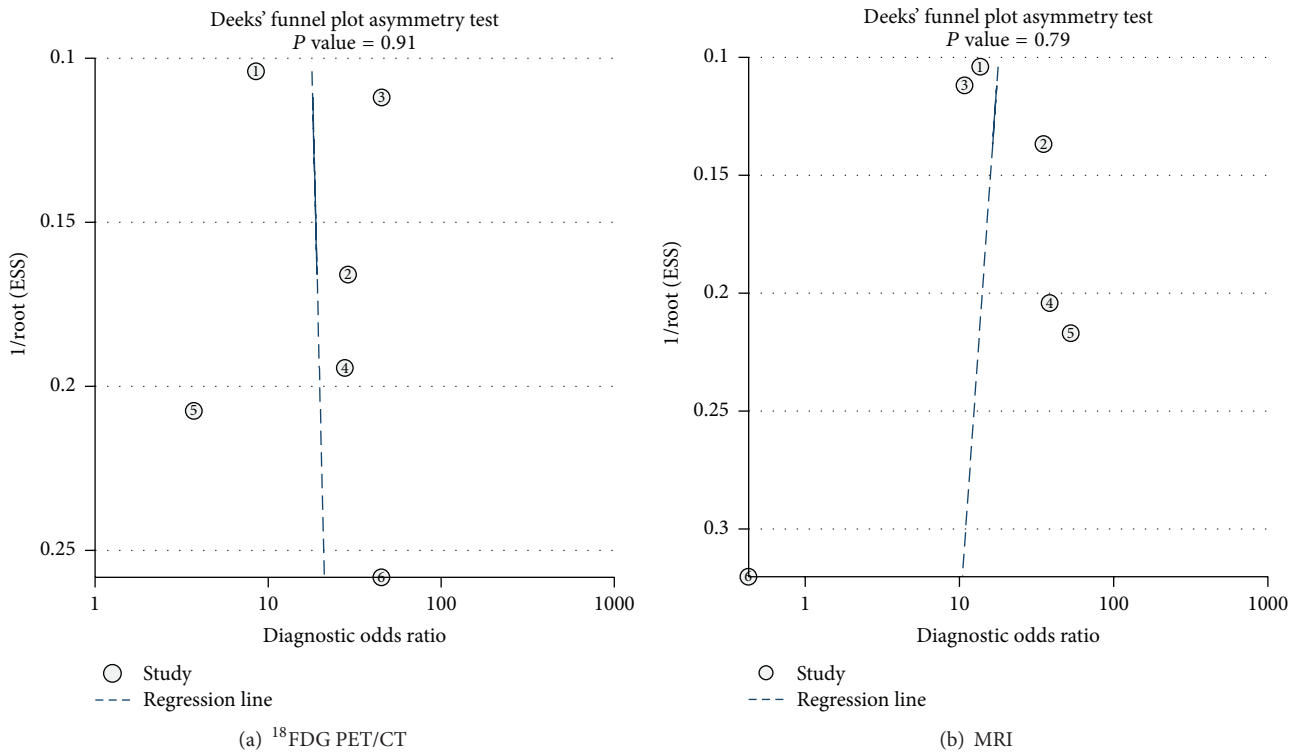 Deeks' funnel plot asymmetry test
P value = 0.91
0.1
0.15
0.2
0.25
1/root (ESS)
1
3
2
4
5
6
1
10
100
1000
Diagnostic odds ratio
Study
Regression line
(a) ¹⁸FDG PET/CT
Deeks' funnel plot asymmetry test
P value = 0.79
0.1
0.15
0.2
0.25
0.3
1/root (ESS)
1
3
2
4
5
6
1
10
100
1000
Diagnostic odds ratio
Study
Regression line
(b) MRI